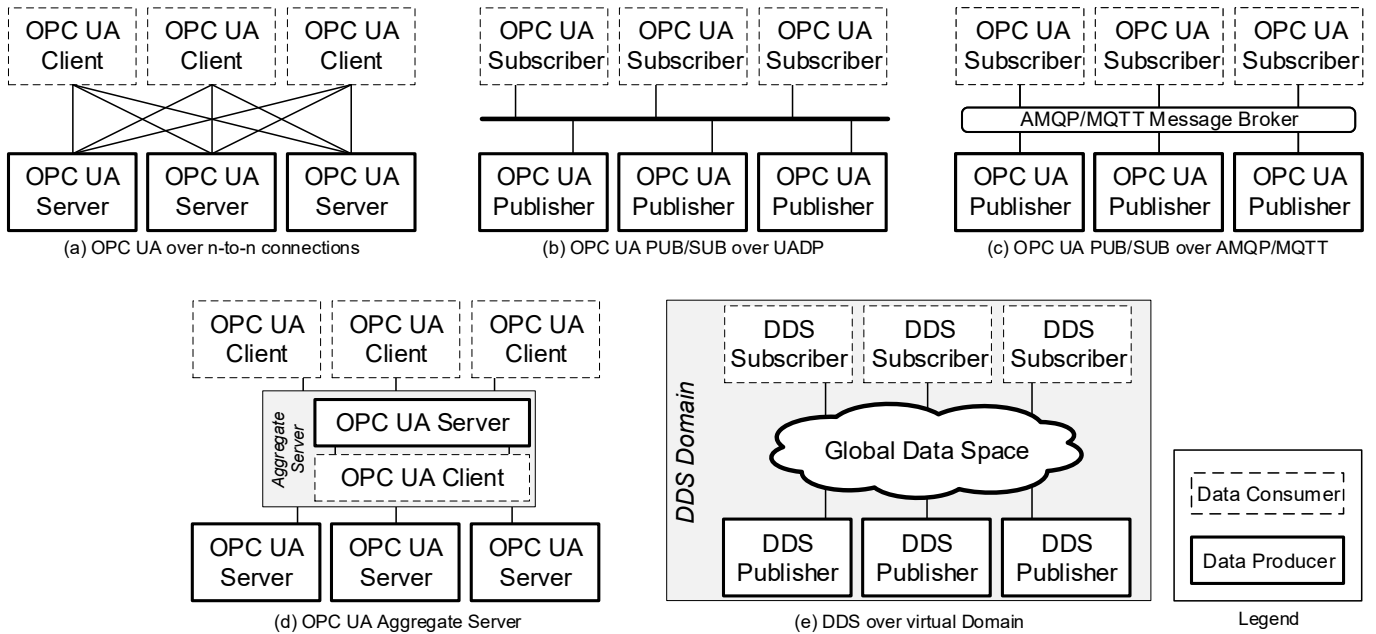 OPC UA
Client
OPC UA
Client
OPC UA
Client
OPC UA
Server
OPC UA
Server
OPC UA
Server
(a) OPC UA over n-to-n connections
OPC UA
Subscriber
OPC UA
Subscriber
OPC UA
Subscriber
OPC UA
Publisher
OPC UA
Publisher
OPC UA
Publisher
(b) OPC UA PUB/SUB over UADP
OPC UA
Subscriber
OPC UA
Subscriber
OPC UA
Subscriber
AMQP/MQTT Message Broker
OPC UA
Publisher
OPC UA
Publisher
OPC UA
Publisher
(c) OPC UA PUB/SUB over AMQP/MQTT
OPC UA
Client
OPC UA
Client
OPC UA
Client
Aggregate
Server
OPC UA Server
OPC UA Client
OPC UA
Server
OPC UA
Server
OPC UA
Server
(d) OPC UA Aggregate Server
DDS Domain
DDS
Subscriber
DDS
Subscriber
DDS
Subscriber
Global Data Space
DDS
Publisher
DDS
Publisher
DDS
Publisher
(e) DDS over virtual Domain
Data Consumer
Data Producer
Legend